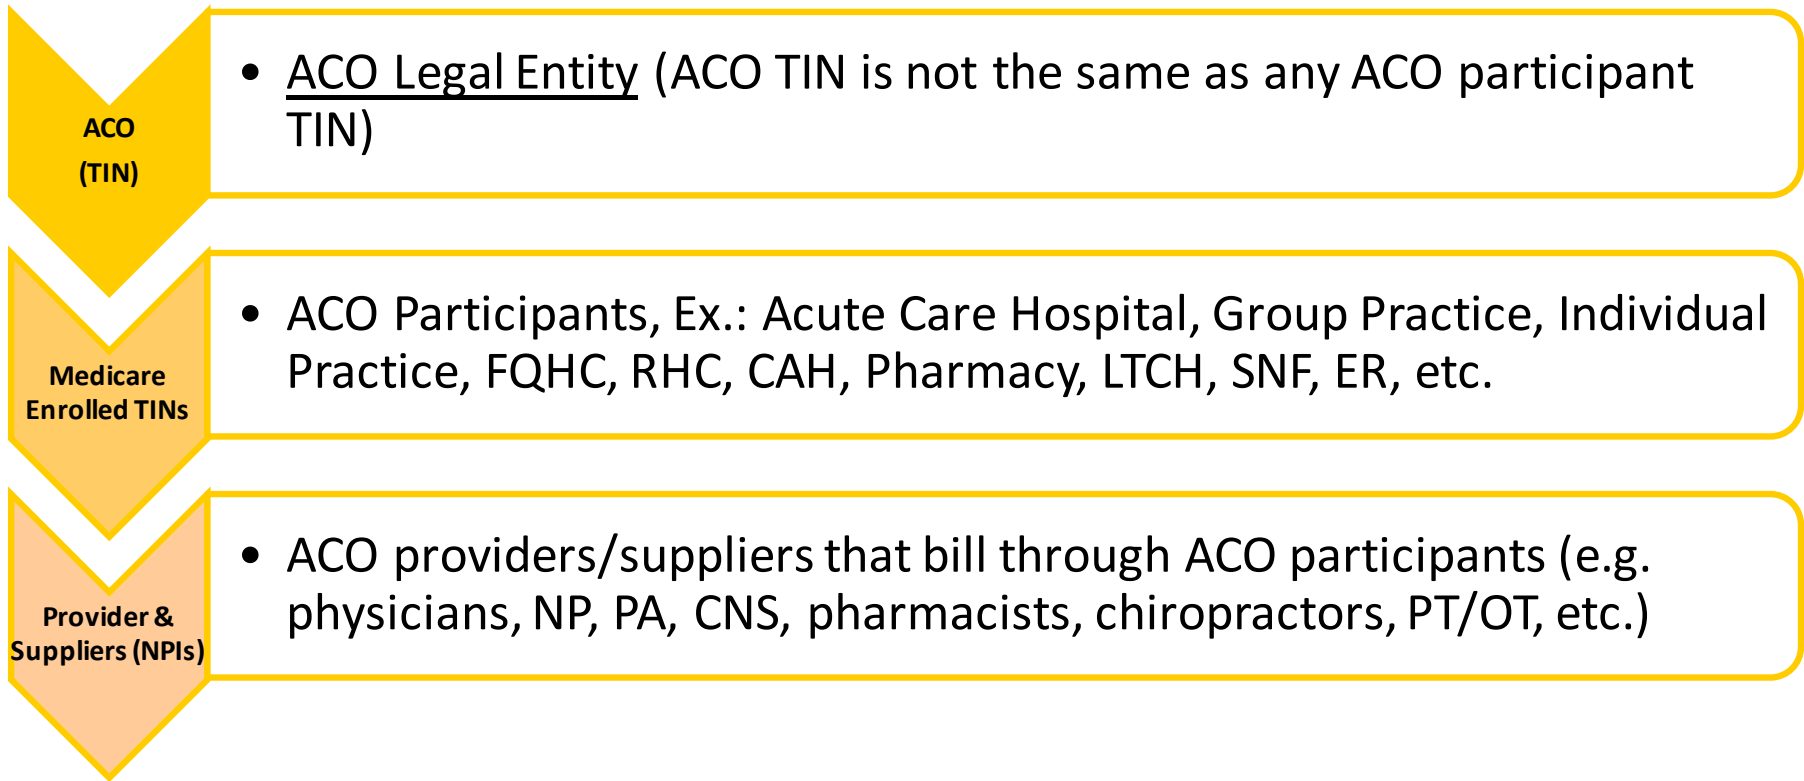 ACO
(TIN)
• ACO Legal Entity (ACO TIN is not the same as any ACO participant
TIN)
Medicare
Enrolled TINs
• ACO Participants, Ex.: Acute Care Hospital, Group Practice, Individual
Practice, FQHC, RHC, CAH, Pharmacy, LTCH, SNF, ER, etc.
Provider &
Suppliers (NPIs)
• ACO providers/suppliers that bill through ACO participants (e.g.
physicians, NP, PA, CNS, pharmacists, chiropractors, PT/OT, etc.)